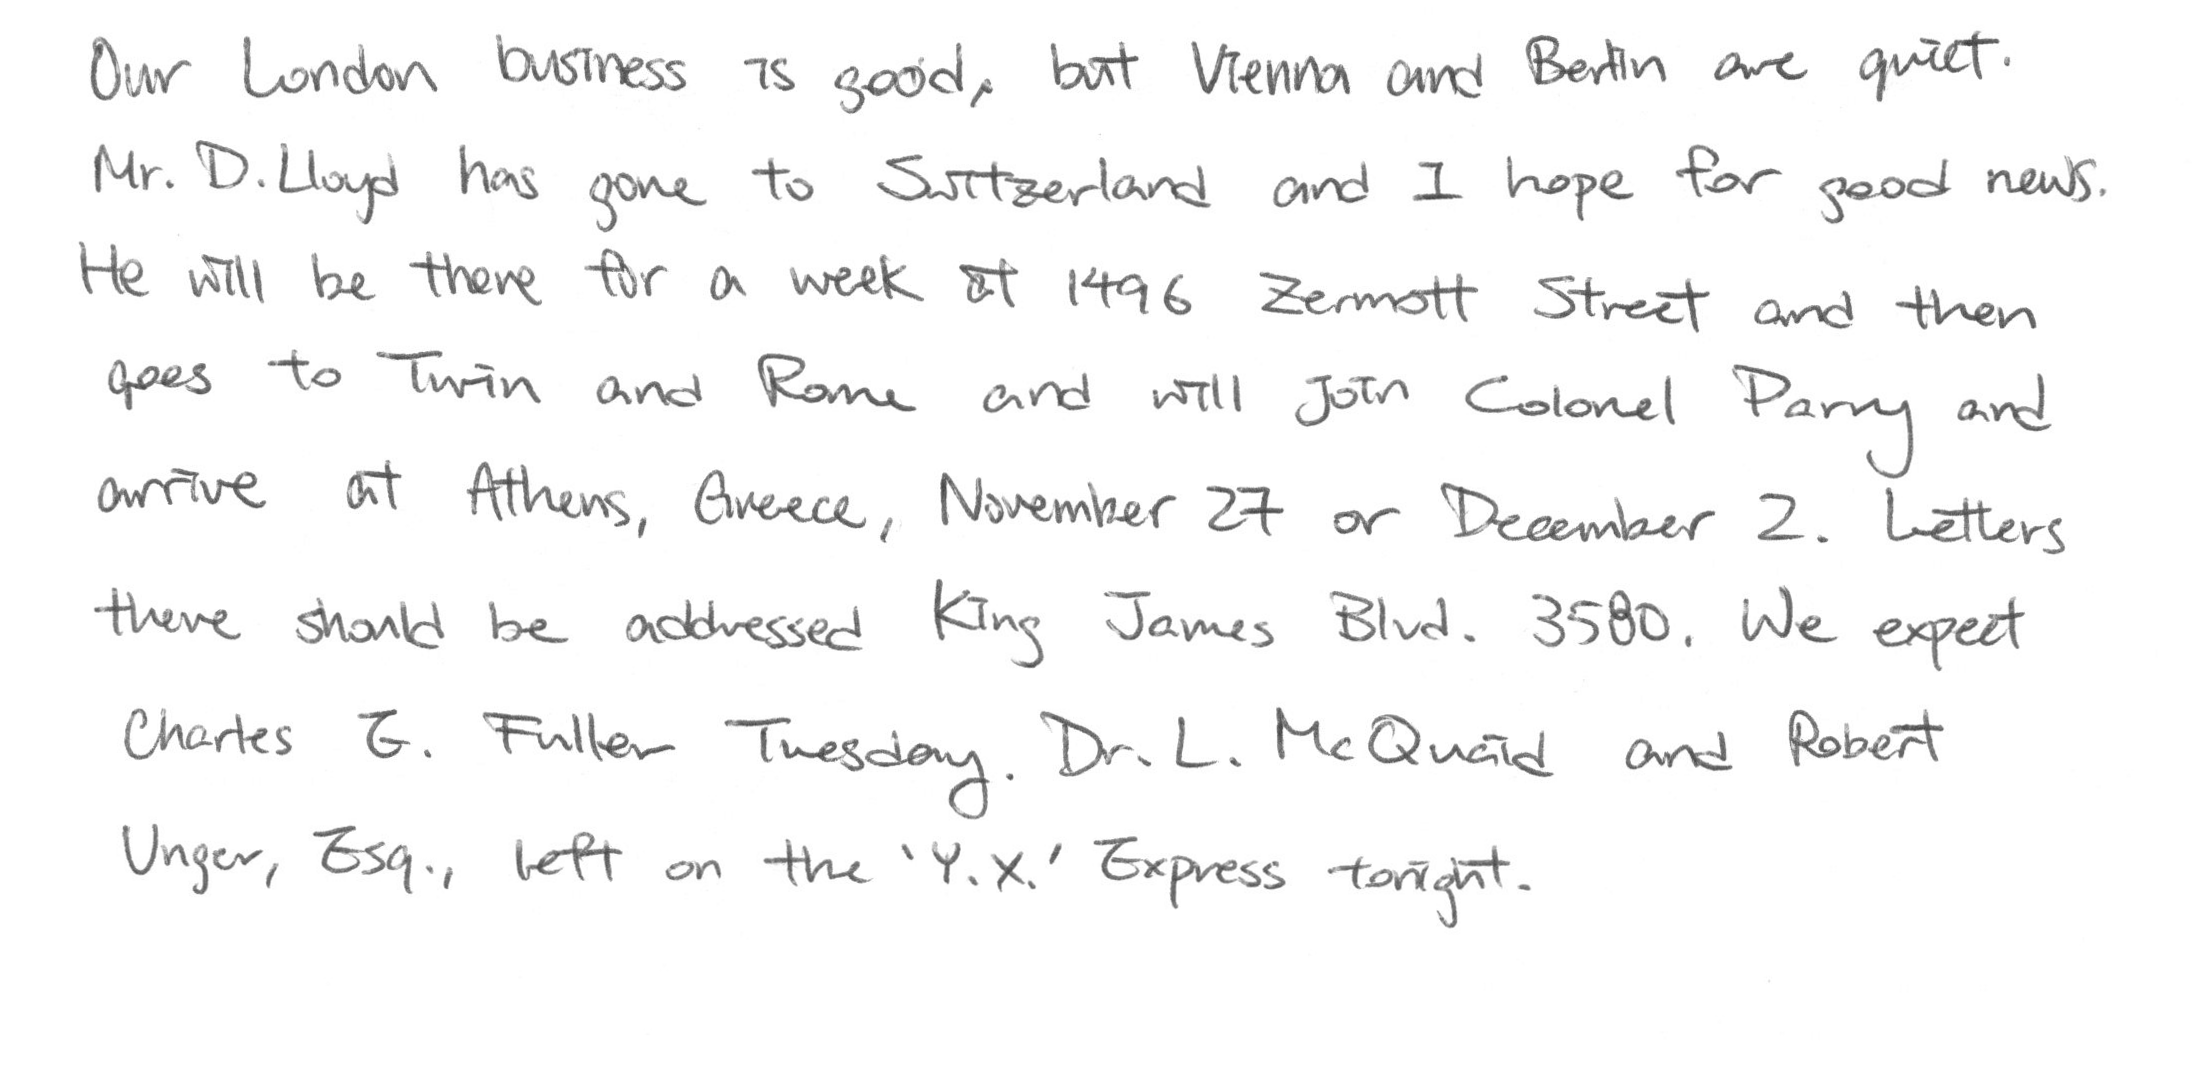 Our London business is good, but Vienna and Berlin are quiet.
Mr. D. Lloyd has gone to Switzerland and I hope for good news.
He will be there for a week at 1496 Zermott Street and then
goes to Turin and Rome and will join Colonel Parry and
arrive at Athens, Greece, November 27 or December 2. Letters
there should be addressed King James Blvd. 3580. We expect
Charles E. Fuller Tuesday. Dr. L. McQuaid and Robert
Unger, Esq., left on the 'Y.X.' Express tonight.